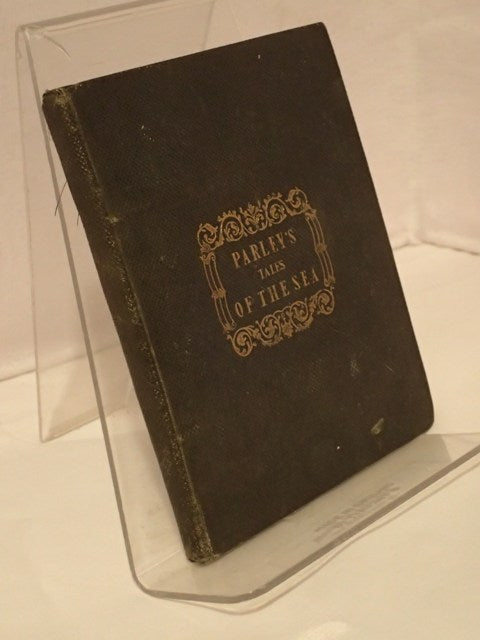 PARLEY'S
TALES
OF THE SEA